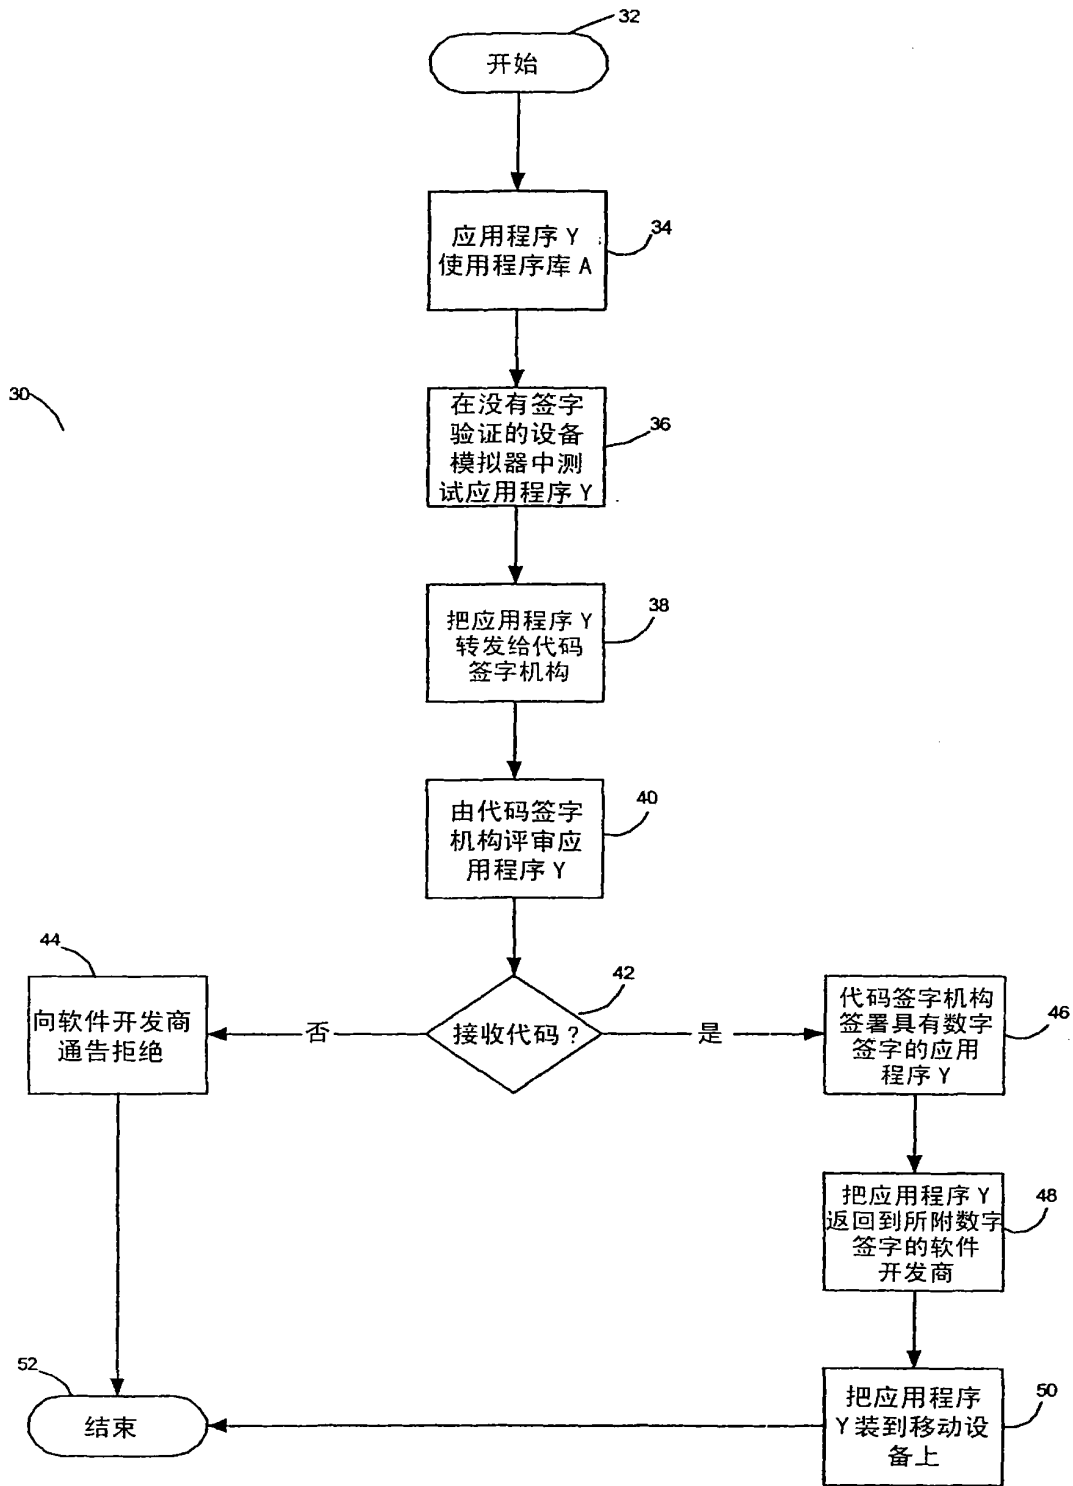 32
开始
34
应用程序 Y
使用程序库 A
30
36
在没有签字
验证的设备
模拟器中测
试应用程序 Y
38
把应用程序 Y
转发给代码
签字机构
40
由代码签字
机构评审应
用程序 Y
44
向软件开发商
通告拒绝
否
42
接收代码？
是
46
代码签字机构
签署具有数字
签字的应用
程序 Y
48
把应用程序 Y
返回到所附数字
签字的软件
开发商
52
结束
50
把应用程序
Y 装到移动设
备上